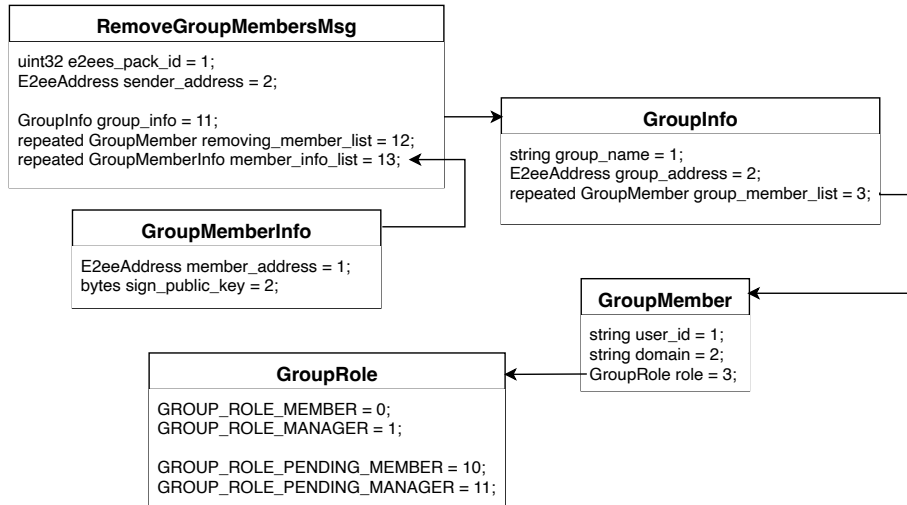 RemoveGroupMembersMsg
uint32 e2ees_pack_id = 1;
E2eeAddress sender_address = 2;
GroupInfo group_info = 11;
repeated GroupMember removing_member_list = 12;
repeated GroupMemberInfo member_info_list = 13;
GroupInfo
string group_name = 1;
E2eeAddress group_address = 2;
repeated GroupMember group_member_list = 3;
GroupMemberInfo
E2eeAddress member_address = 1;
bytes sign_public_key = 2;
GroupMember
string user_id = 1;
string domain = 2;
GroupRole role = 3;
GroupRole
GROUP_ROLE_MEMBER = 0;
GROUP_ROLE_MANAGER = 1;
GROUP_ROLE_PENDING_MEMBER = 10;
GROUP_ROLE_PENDING_MANAGER = 11;